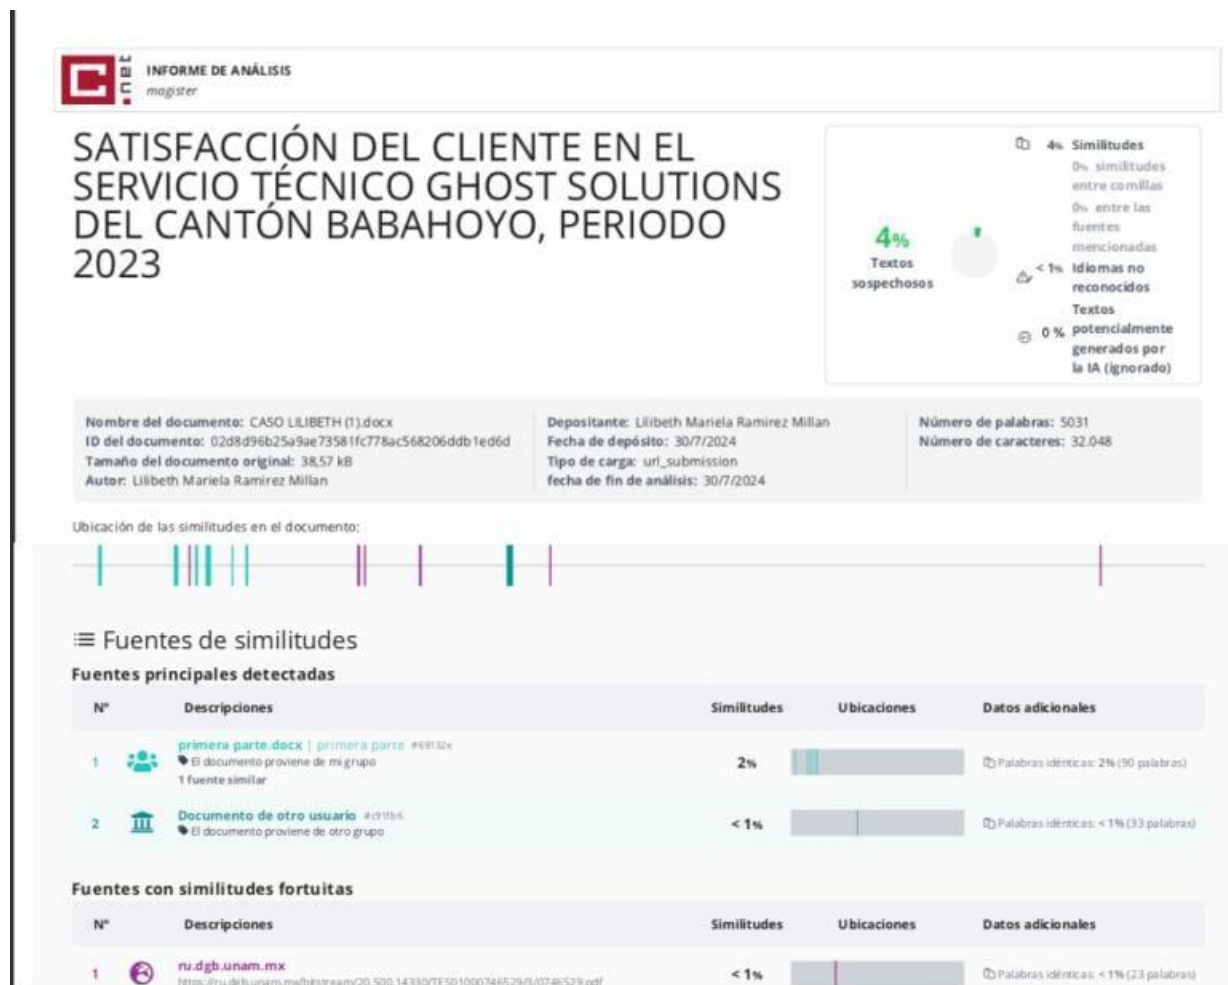 C.net
INFORME DE ANÁLISIS
magister
SATISFACCIÓN DEL CLIENTE EN EL
SERVICIO TÉCNICO GHOST SOLUTIONS
DEL CANTÓN BABAHOYO, PERIODO
2023
4%
Textos
sospechosos
4% Similitudes
0% similitudes
entre comillas
0% entre las
fuentes
mencionadas
< 1% Idiomas no
reconocidos
0 % Textos
potencialmente
generados por
la IA (ignorado)
Nombre del documento: CASO LILIBETH (1).docx
ID del documento: 02d8d96b25a9ae73581fc778ac568206ddb1ed6d
Tamaño del documento original: 38,57 kB
Autor: Lilibeth Mariela Ramirez Millan
Depositante: Lilibeth Mariela Ramirez Millan
Fecha de depósito: 30/7/2024
Tipo de carga: url_submission
fecha de fin de análisis: 30/7/2024
Número de palabras: 5031
Número de caracteres: 32.048
Ubicación de las similitudes en el documento:
Fuentes de similitudes
Fuentes principales detectadas
N° Descripciones Similitudes Ubicaciones Datos adicionales
1 primera parte.docx | primera parte
El documento proviene de mi grupo
1 fuente similar
2% Palabras idénticas: 2% (90 palabras)
2 Documento de otro usuario
El documento proviene de otro grupo
< 1% Palabras idénticas: < 1% (33 palabras)
Fuentes con similitudes fortuitas
N° Descripciones Similitudes Ubicaciones Datos adicionales
1 ru.dgb.unam.mx
< 1% Palabras idénticas: < 1% (23 palabras)